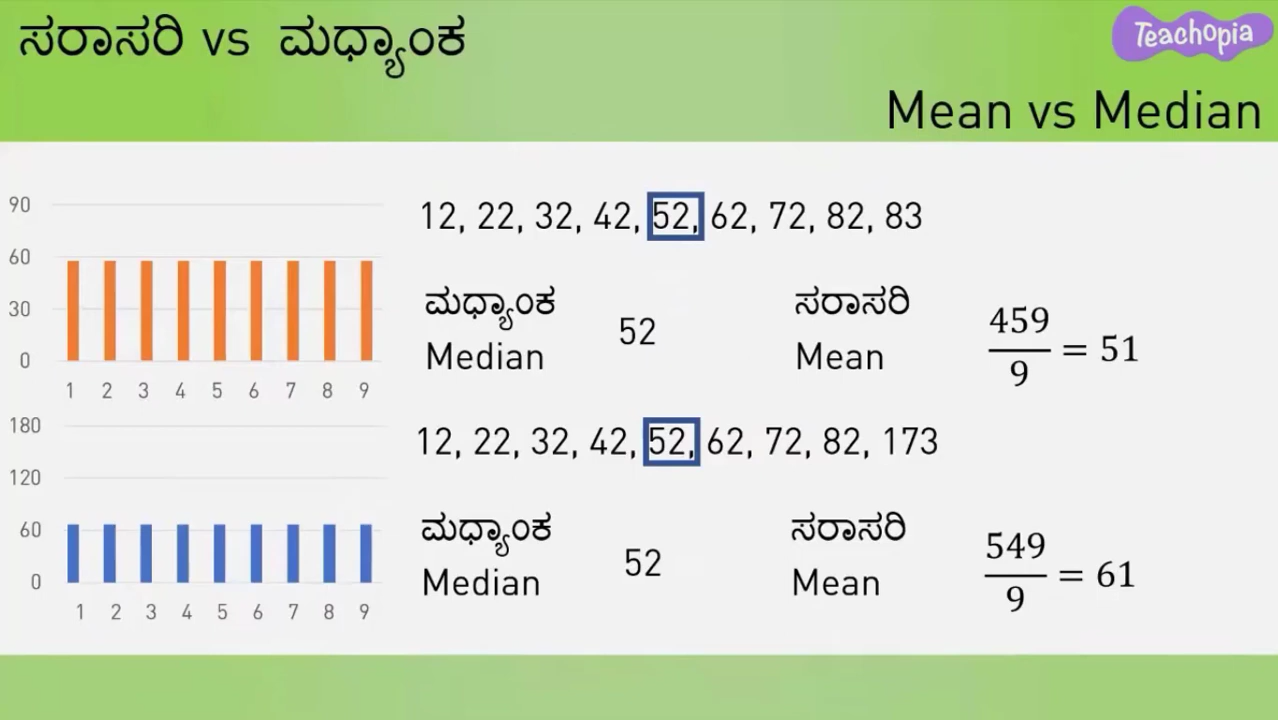 ಸರಾಸರಿ vs ಮಧ್ಯಾಂಕ
Teachopia
Mean vs Median
90
60
30
0
1 2 3 4 5 6 7 8 9
12, 22, 32, 42, 52, 62, 72, 82, 83
ಮಧ್ಯಾಂಕ
Median
52
ಸರಾಸರಿ
Mean
459
9
= 51
180
120
60
0
1 2 3 4 5 6 7 8 9
12, 22, 32, 42, 52, 62, 72, 82, 173
ಮಧ್ಯಾಂಕ
Median
52
ಸರಾಸರಿ
Mean
549
9
= 61